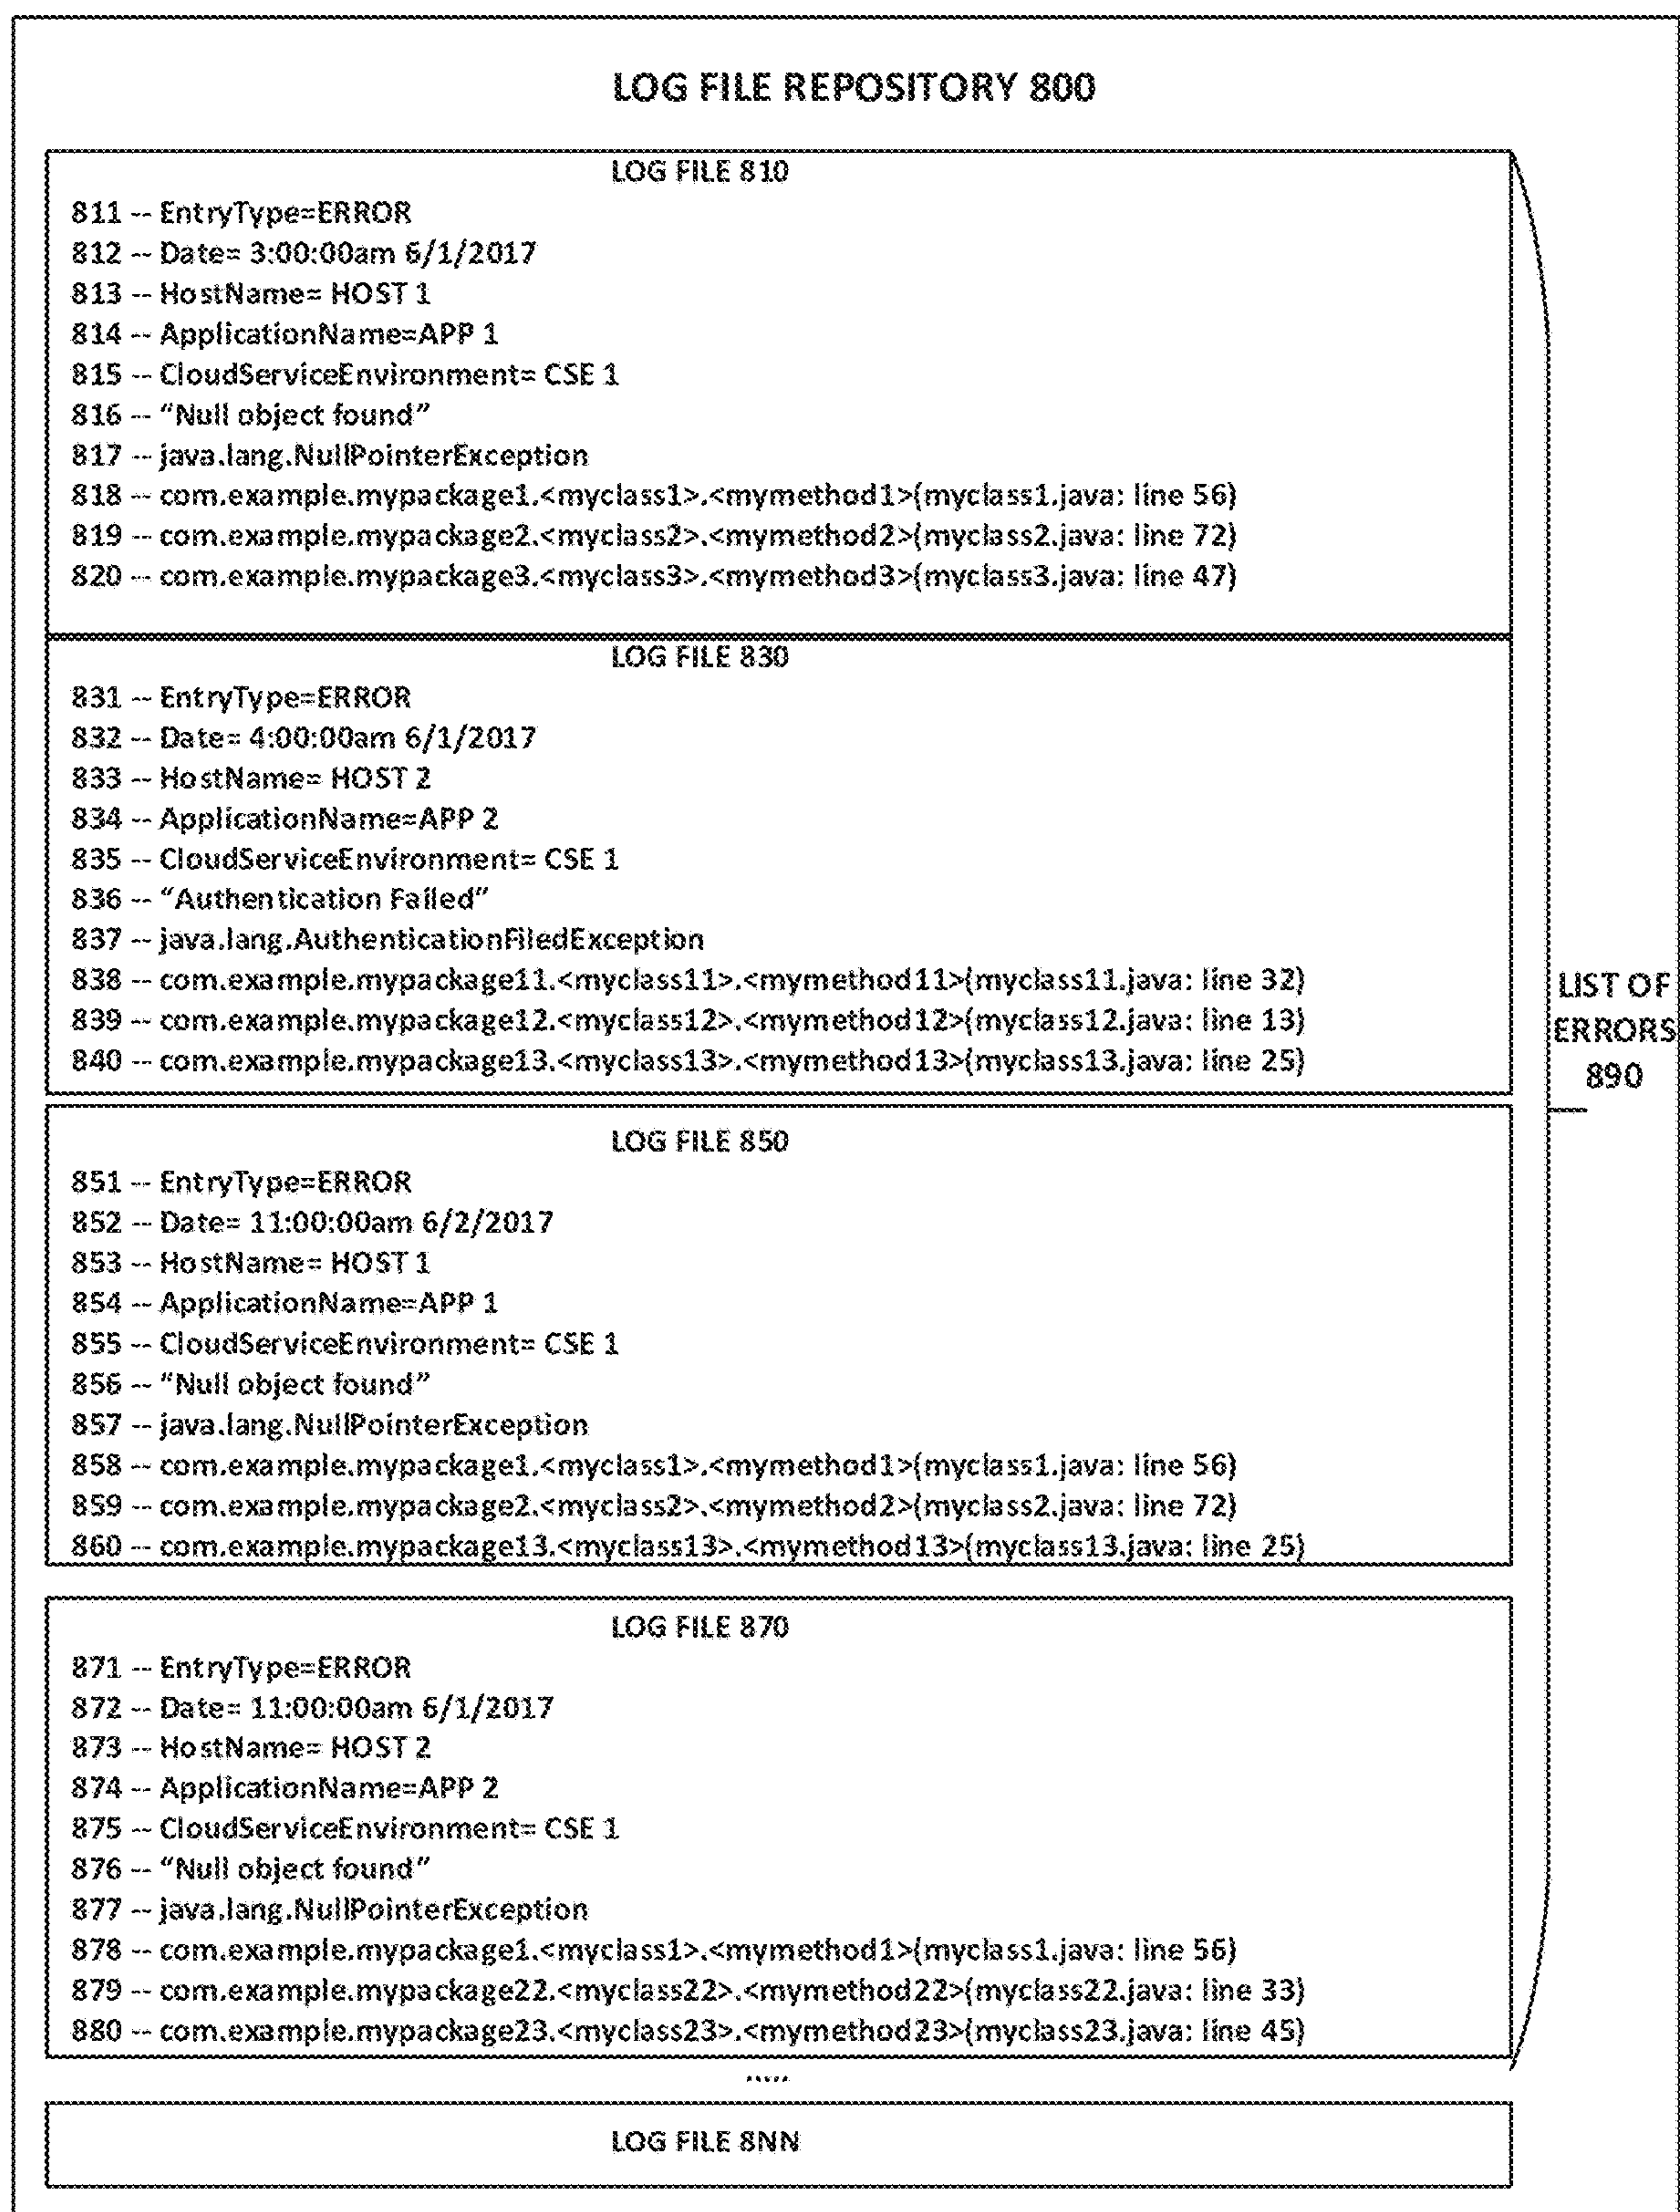 LOG FILE REPOSITORY 800
LOG FILE 810
811 -- EntryType=ERROR
812 -- Date= 3:00:00am 6/1/2017
813 -- HostName= HOST 1
814 -- ApplicationName=APP 1
815 -- CloudServiceEnvironment= CSE 1
816 -- “Null object found”
817 -- java.lang.NullPointerException
818 -- com.example.mypackage1.<myclass1>.<mymethod1>(myclass1.java: line 56)
819 -- com.example.mypackage2.<myclass2>.<mymethod2>(myclass2.java: line 72)
820 -- com.example.mypackage3.<myclass3>.<mymethod3>(myclass3.java: line 47)
LOG FILE 830
831 -- EntryType=ERROR
832 -- Date= 4:00:00am 6/1/2017
833 -- HostName= HOST 2
834 -- ApplicationName=APP 2
835 -- CloudServiceEnvironment= CSE 1
836 -- “Authentication Failed”
837 -- java.lang.AuthenticationFiledException
838 -- com.example.mypackage11.<myclass11>.<mymethod11>(myclass11.java: line 32)
839 -- com.example.mypackage12.<myclass12>.<mymethod12>(myclass12.java: line 13)
840 -- com.example.mypackage13.<myclass13>.<mymethod13>(myclass13.java: line 25)
LOG FILE 850
851 -- EntryType=ERROR
852 -- Date= 11:00:00am 6/2/2017
853 -- HostName= HOST 1
854 -- ApplicationName=APP 1
855 -- CloudServiceEnvironment= CSE 1
856 -- “Null object found”
857 -- java.lang.NullPointerException
858 -- com.example.mypackage1.<myclass1>.<mymethod1>(myclass1.java: line 56)
859 -- com.example.mypackage2.<myclass2>.<mymethod2>(myclass2.java: line 72)
860 -- com.example.mypackage13.<myclass13>.<mymethod13>(myclass13.java: line 25)
LOG FILE 870
871 -- EntryType=ERROR
872 -- Date= 11:00:00am 6/1/2017
873 -- HostName= HOST 2
874 -- ApplicationName=APP 2
875 -- CloudServiceEnvironment= CSE 1
876 -- “Null object found”
877 -- java.lang.NullPointerException
878 -- com.example.mypackage1.<myclass1>.<mymethod1>(myclass1.java: line 56)
879 -- com.example.mypackage22.<myclass22>.<mymethod22>(myclass22.java: line 33)
880 -- com.example.mypackage23.<myclass23>.<mymethod23>(myclass23.java: line 45)
.....
LOG FILE 8NN
LIST OF
ERRORS
890